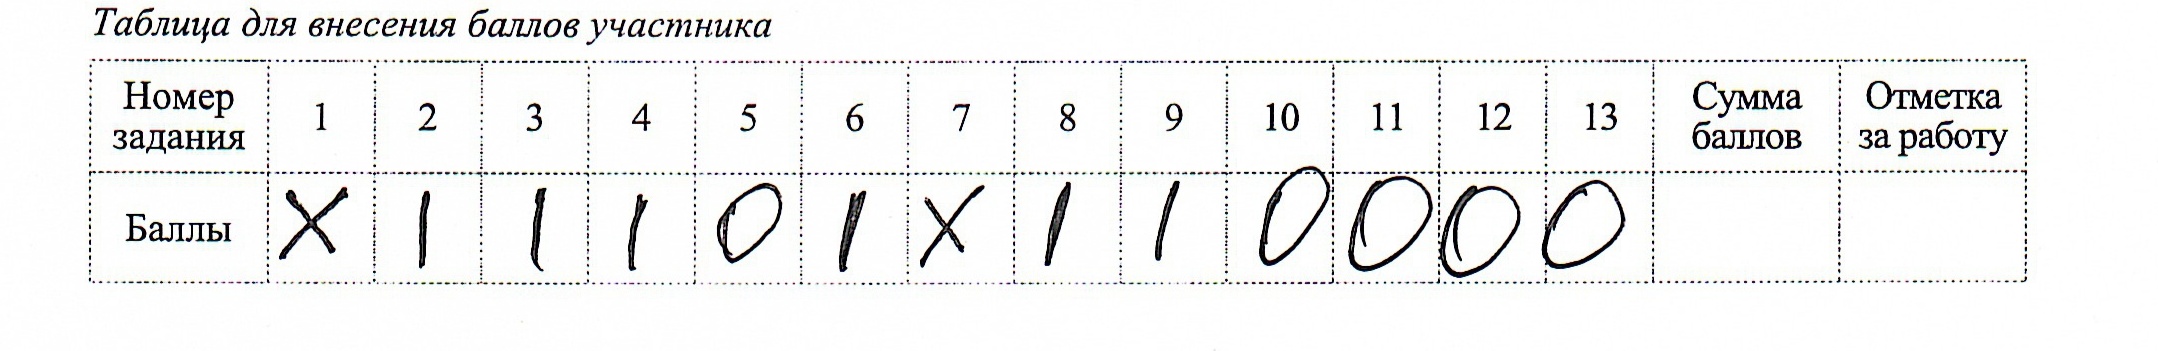 Таблица для внесения баллов участника
Номер задания 1 2 3 4 5 6 7 8 9 10 11 12 13 Сумма баллов Отметка за работу
Баллы X 1 1 1 0 1 X 1 1 0 0 0 0